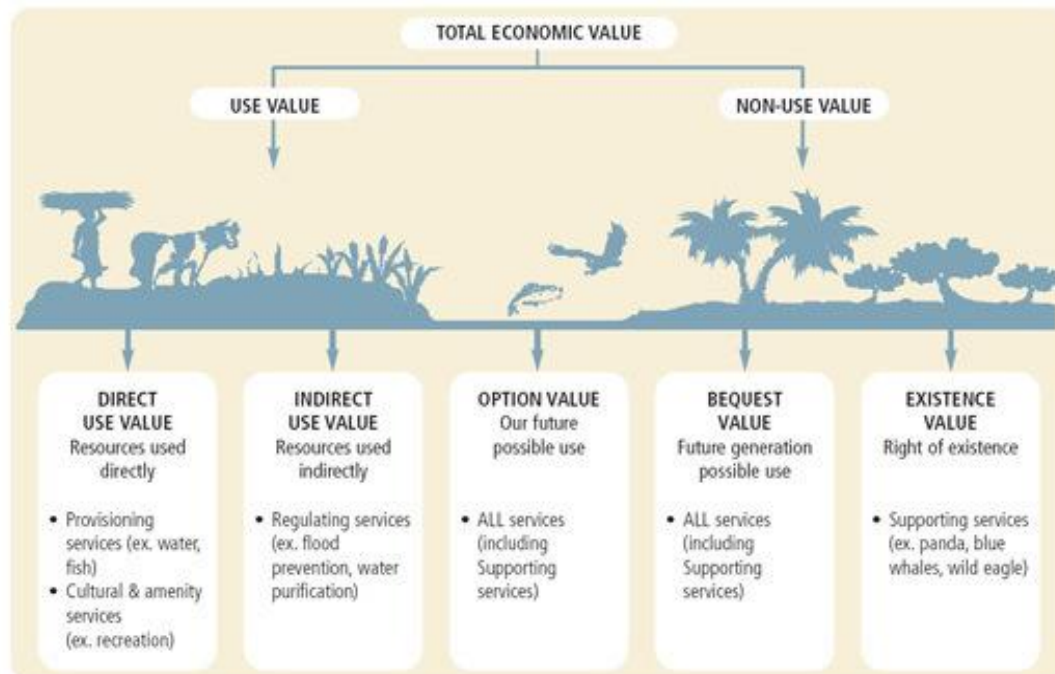 TOTAL ECONOMIC VALUE
USE VALUE
NON-USE VALUE
DIRECT
USE VALUE
Resources used
directly
• Provisioning
services (ex. water,
fish)
• Cultural & amenity
services
(ex. recreation)
INDIRECT
USE VALUE
Resources used
indirectly
• Regulating services
(ex. flood
prevention, water
purification)
OPTION VALUE
Our future
possible use
• ALL services
(including
Supporting
services)
BEQUEST
VALUE
Future generation
possible use
• ALL services
(including
Supporting
services)
EXISTENCE
VALUE
Right of existence
• Supporting services
(ex. panda, blue
whales, wild eagle)